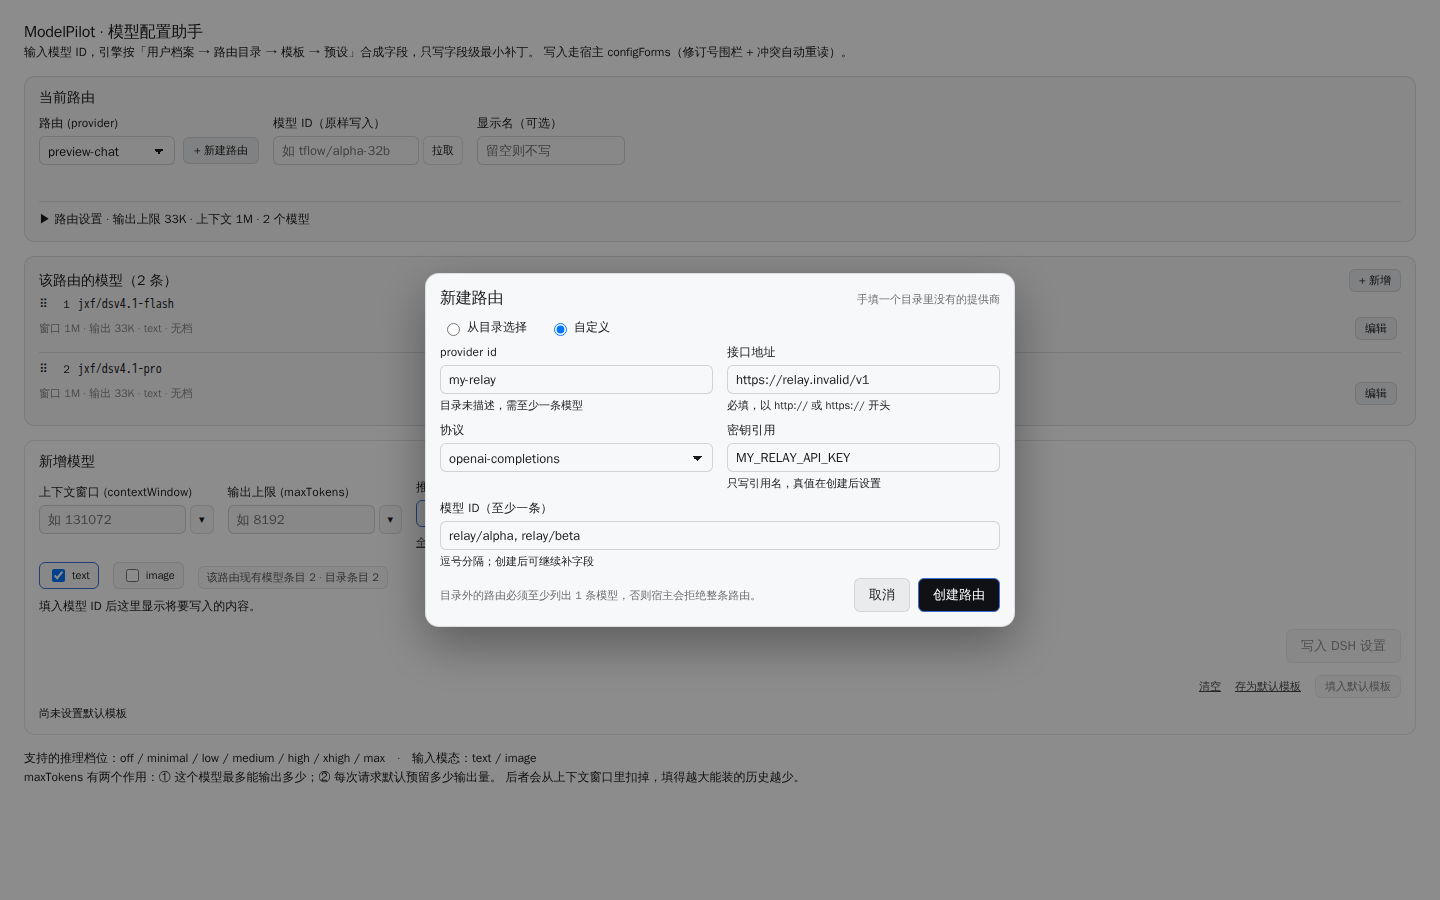 ModelPilot · 模型配置助手
输入模型 ID，引擎按「用户档案 → 路由目录 → 模板 → 预设」合成字段，只写字段级最小补丁。 写入走宿主 configForms（修订号围栏 + 冲突自动重读）。
当前路由
路由 (provider)
模型 ID（原样写入）
显示名（可选）
preview-chat
+ 新建路由
如 tflow/alpha-32b
拉取
留空则不写
▶ 路由设置 · 输出上限 33K · 上下文 1M · 2 个模型
该路由的模型（2 条）
+ 新增
1 jxf/dsv4.1-flash
窗口 1M · 输出 33K · text · 无档
编辑
2 jxf/dsv4.1-pro
窗口 1M · 输出 33K · text · 无档
编辑
新建路由
手填一个目录里没有的提供商
从目录选择
自定义
provider id
接口地址
my-relay
https://relay.invalid/v1
目录未描述，需至少一条模型
必填，以 http:// 或 https:// 开头
协议
密钥引用
openai-completions
MY_RELAY_API_KEY
只写引用名，真值在创建后设置
模型 ID（至少一条）
relay/alpha, relay/beta
逗号分隔；创建后可继续补字段
目录外的路由必须至少列出 1 条模型，否则宿主会拒绝整条路由。
取消
创建路由
新增模型
上下文窗口 (contextWindow)
输出上限 (maxTokens)
如 131072
如 8192
text
image
该路由现有模型条目 2 · 目录条目 2
填入模型 ID 后这里显示将要写入的内容。
写入 DSH 设置
清空
存为默认模板
填入默认模板
尚未设置默认模板
支持的推理档位：off / minimal / low / medium / high / xhigh / max · 输入模态：text / image
maxTokens 有两个作用：① 这个模型最多能输出多少；② 每次请求默认预留多少输出量。 后者会从上下文窗口里扣掉，填得越大能装的历史越少。